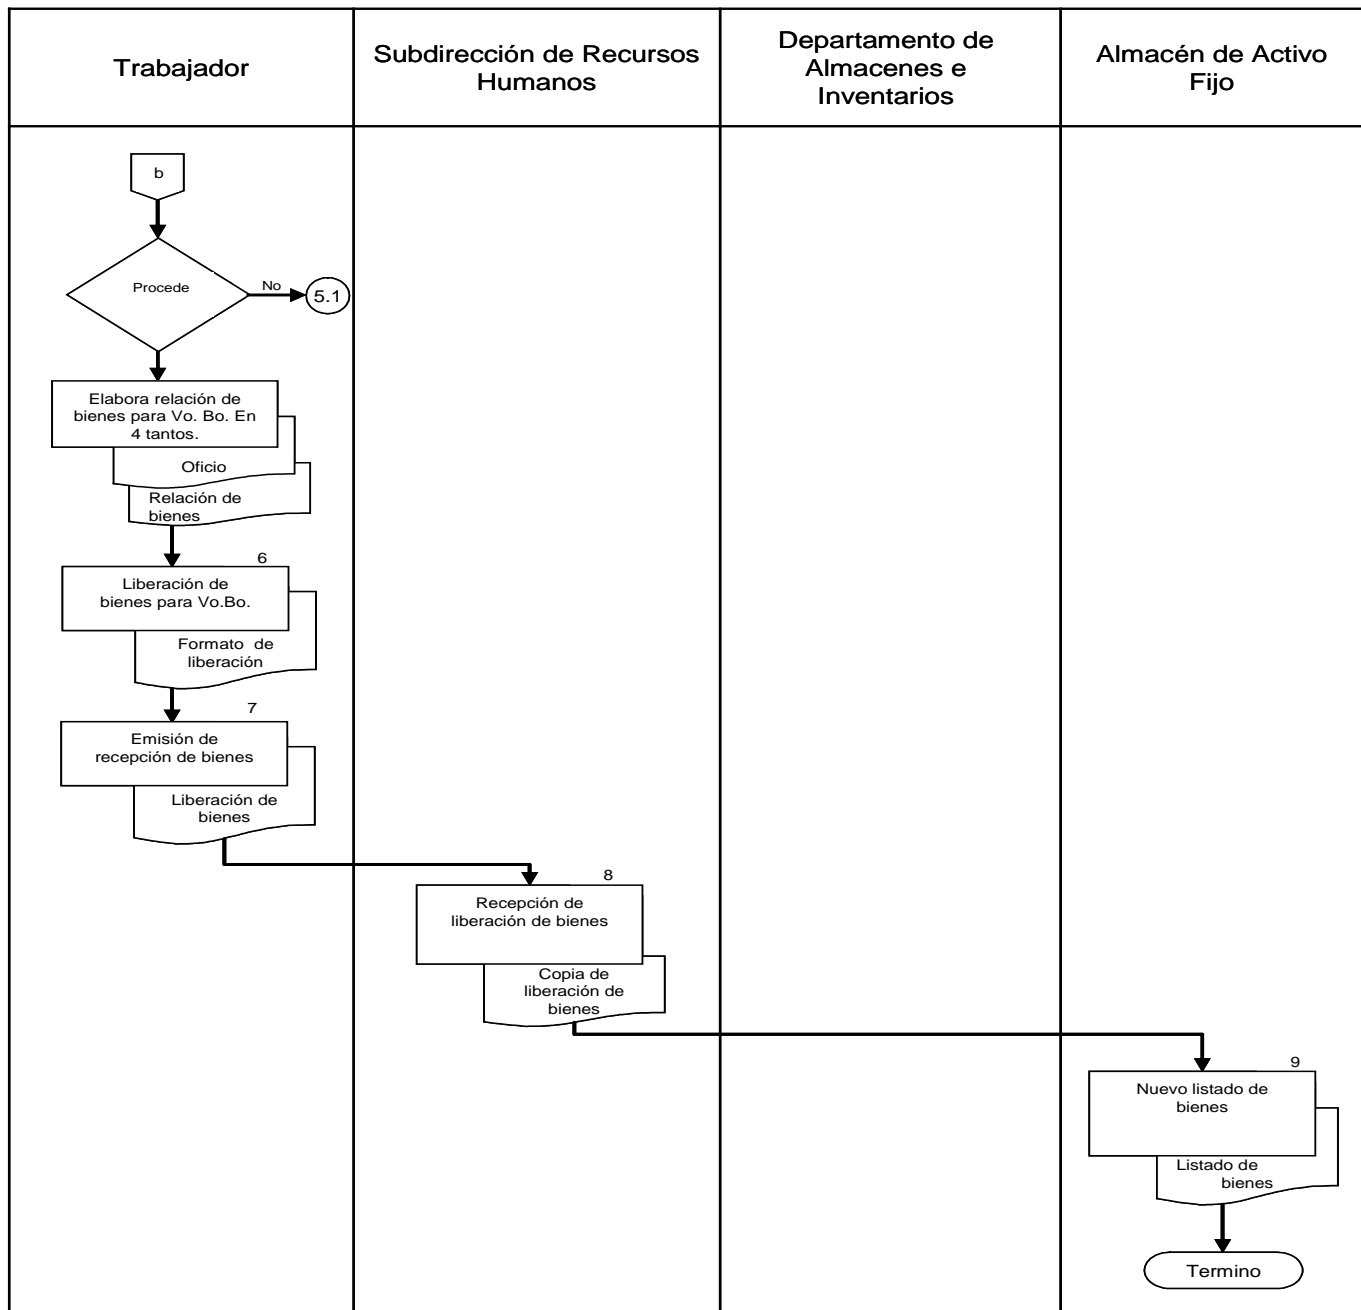 Trabajador
Subdirección de Recursos
Humanos
Departamento de
Almacenes e
Inventarios
Almacén de Activo
Fijo
b
Procede
No
5.1
Elabora relación de
bienes para Vo. Bo. En
4 tantos.
Oficio
Relación de
bienes
6
Liberación de
bienes para Vo.Bo.
Formato de
liberación
7
Emisión de
recepción de bienes
Liberación de
bienes
8
Recepción de
liberación de bienes
Copia de
liberación de
bienes
9
Nuevo listado de
bienes
Listado de
bienes
Termino